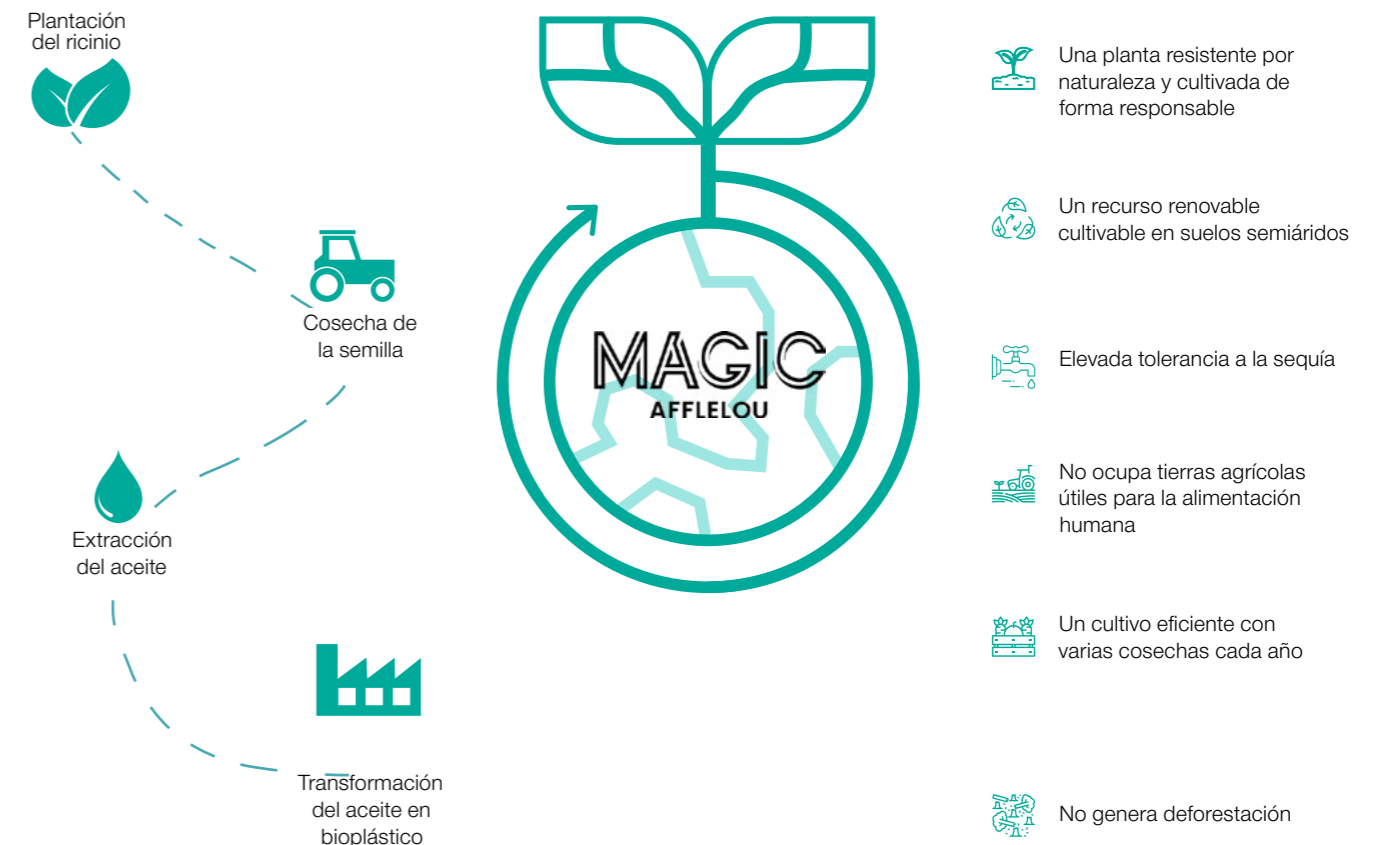 Plantación
del ricinio
Cosecha de
la semilla
Extracción
del aceite
Transformación
del aceite en
bioplástico
MAGIC
AFFLELOU
Una planta resistente por
naturaleza y cultivada de
forma responsable
Un recurso renovable
cultivable en suelos semiáridos
Elevada tolerancia a la sequía
No ocupa tierras agrícolas
útiles para la alimentación
humana
Un cultivo eficiente con
varias cosechas cada año
No genera deforestación